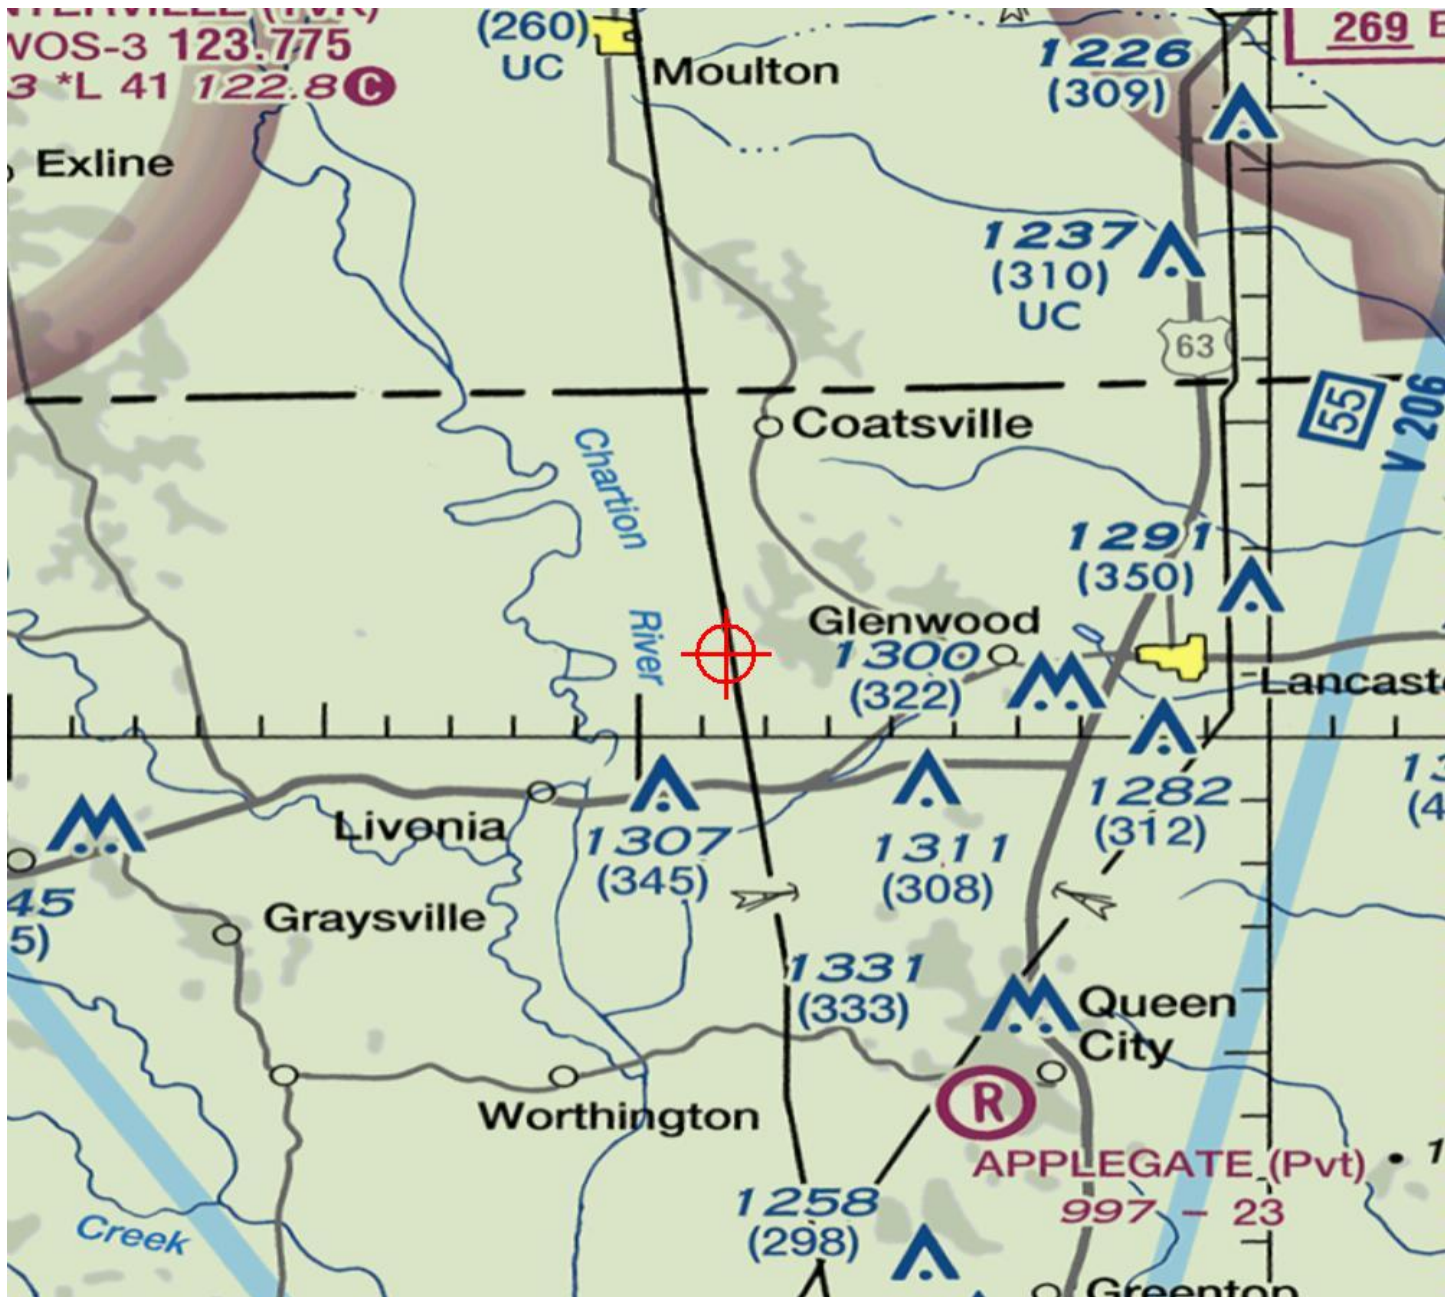 VOS-3 123.775
3 *L 41 122.8 C
(260)
UC
Moulton
1226
(309)
269
Exline
1237
(310)
UC
63
55
V 206
Coatsville
Chartion
River
1291
(350)
Glenwood
1300
(322)
Lancast
1282
(312)
Livonia
1307
(345)
1311
(308)
45
5)
Graysville
1331
(333)
Queen
City
Worthington
R
APPLEGATE (Pvt)
997 - 23
1258
(298)
Creek
Greenton